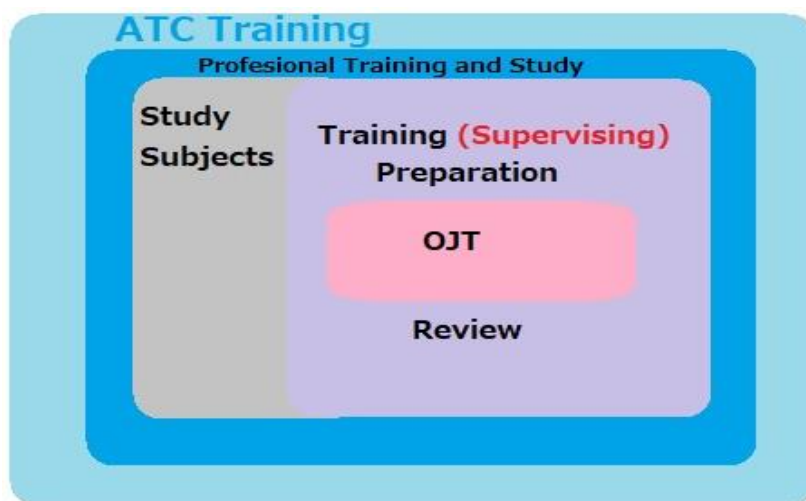 ATC Training
Profesional Training and Study
Study
Subjects
Training (Supervising)
Preparation
OJT
Review